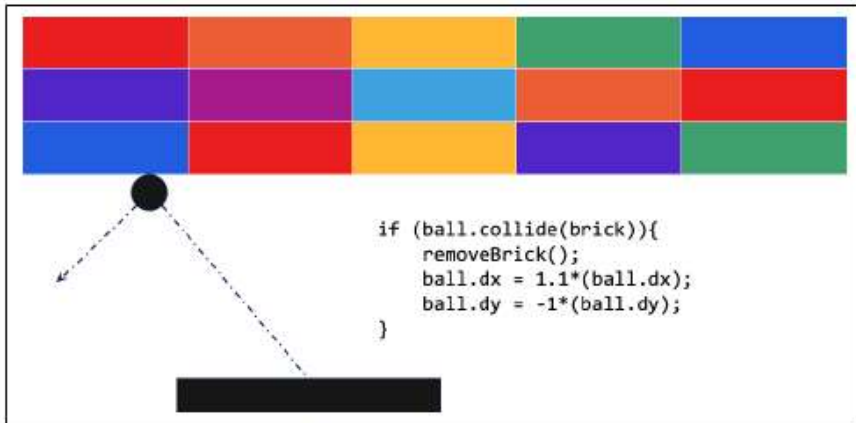 if (ball.collide(brick)){
    removeBrick();
    ball.dx = 1.1*(ball.dx);
    ball.dy = -1*(ball.dy);
}